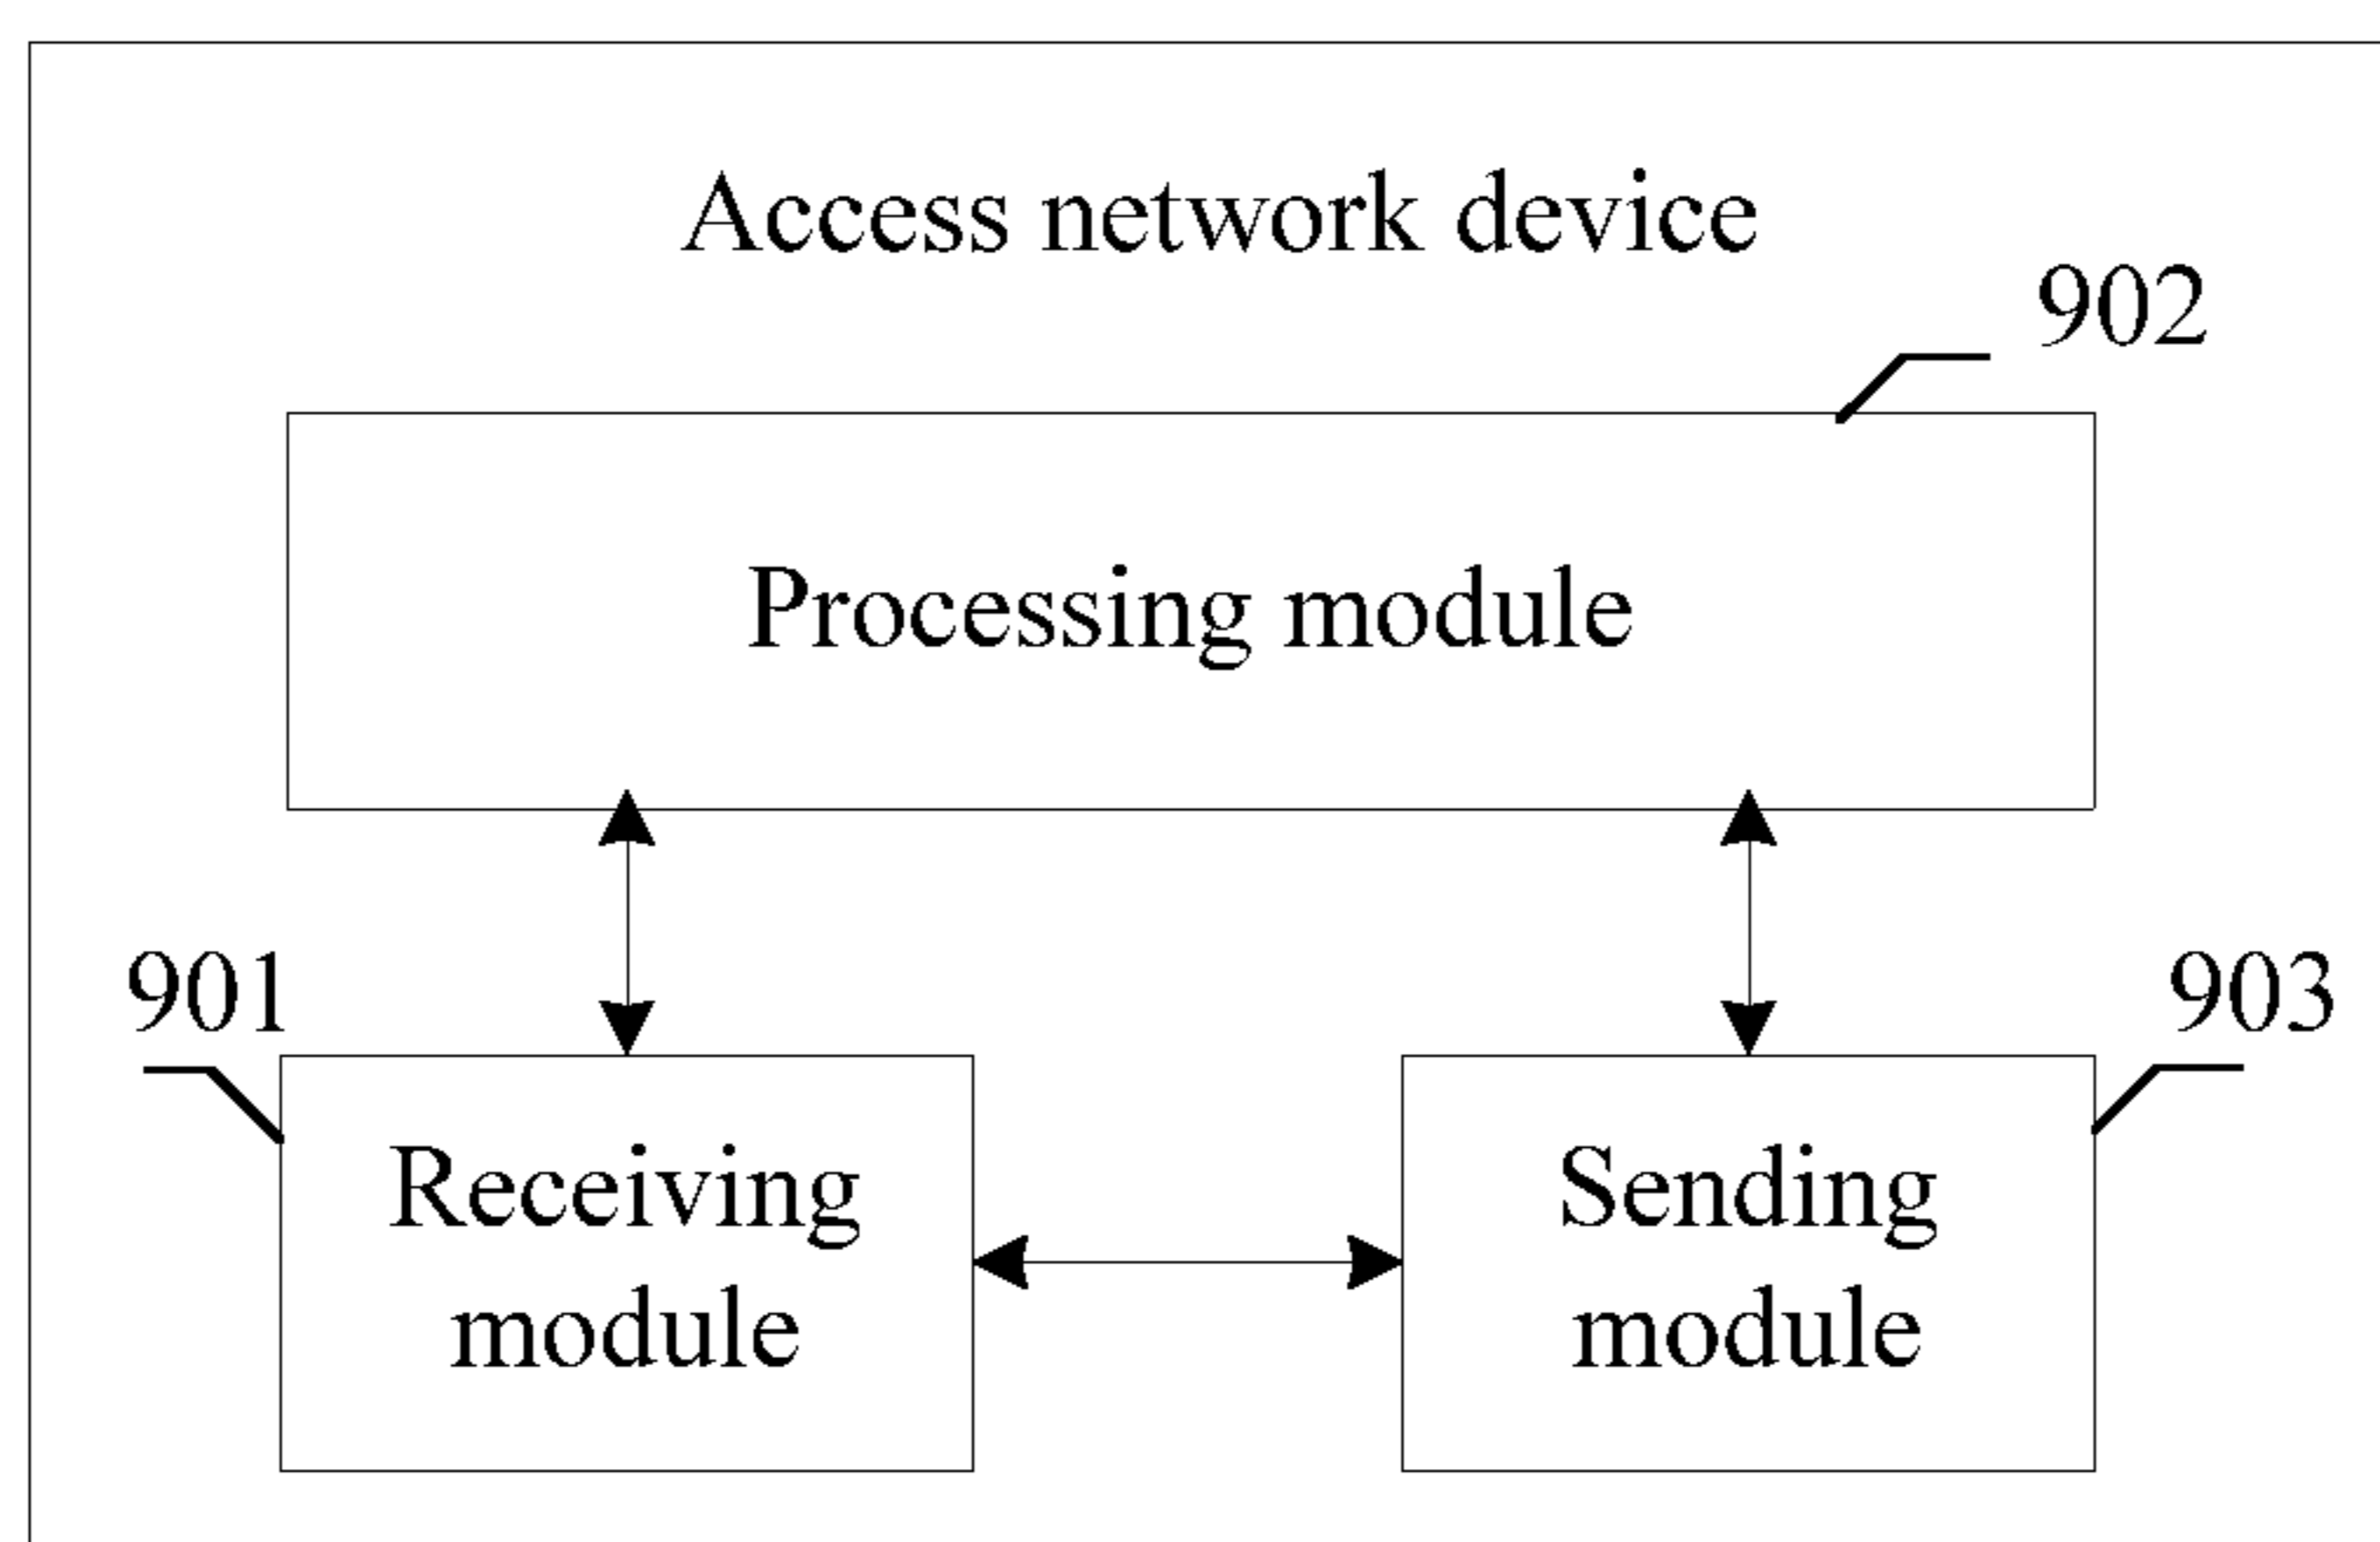 Access network device
902
Processing module
901
903
Receiving
module
Sending
module